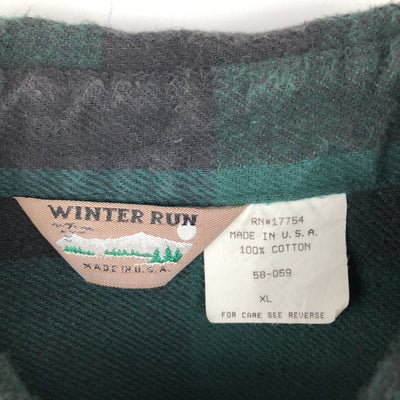 WINTER RUN
MADE IN U.S.A.
RN#17754
MADE IN U.S.A.
100% COTTON
58-059
XL
FOR CARE SEE REVERSE